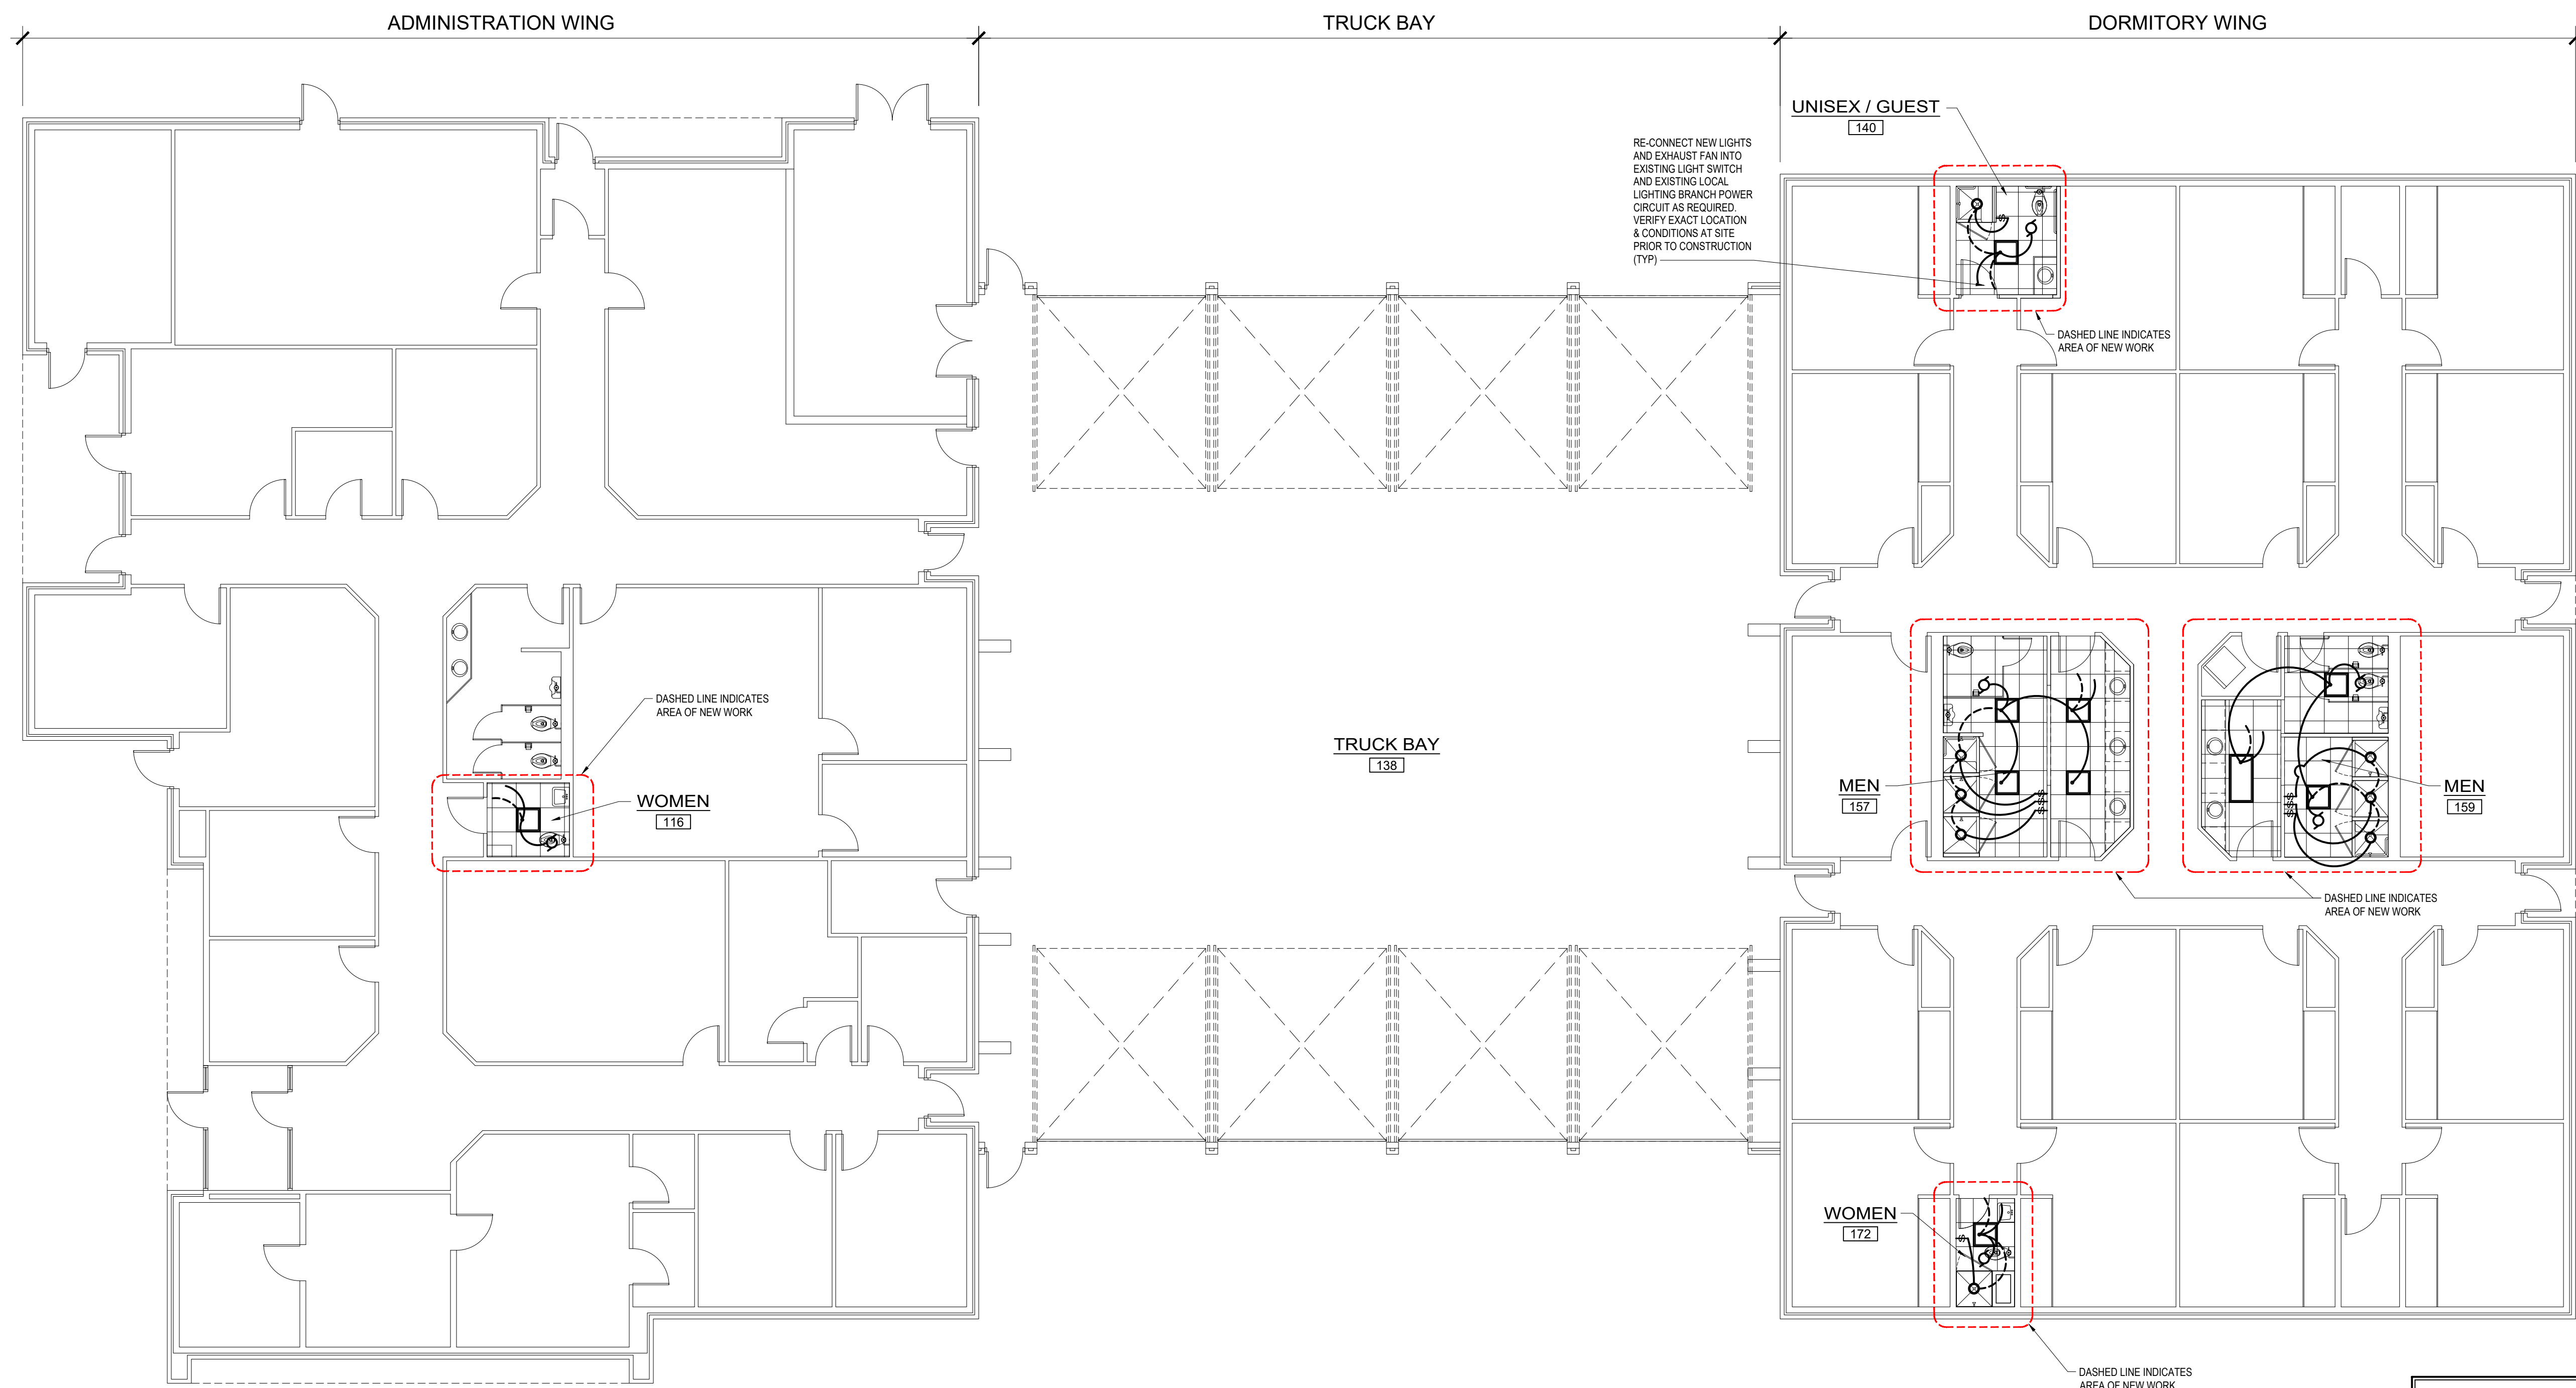 ADMINISTRATION WING
TRUCK BAY
DORMITORY WING
UNISEX / GUEST
140
RE-CONNECT NEW LIGHTS
AND EXHAUST FAN INTO
EXISTING LIGHT SWITCH
AND EXISTING LOCAL
LIGHTING BRANCH POWER
CIRCUIT AS REQUIRED.
VERIFY EXACT LOCATION
& CONDITIONS AT SITE
PRIOR TO CONSTRUCTION
(TYP)
DASHED LINE INDICATES
AREA OF NEW WORK
DASHED LINE INDICATES
AREA OF NEW WORK
WOMEN
116
TRUCK BAY
138
MEN
157
MEN
159
DASHED LINE INDICATES
AREA OF NEW WORK
WOMEN
172
DASHED LINE INDICATES
AREA OF NEW WORK